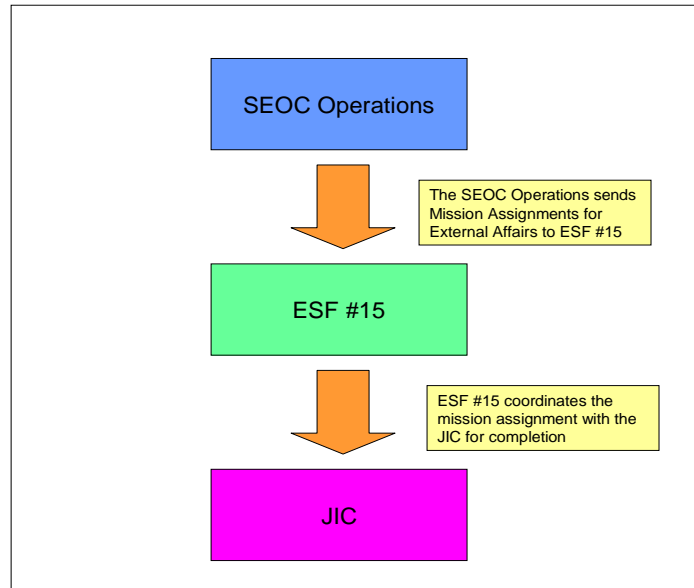 SEOC Operations
The SEOC Operations sends
Mission Assignments for
External Affairs to ESF #15
ESF #15
ESF #15 coordinates the
mission assignment with the
JIC for completion
JIC